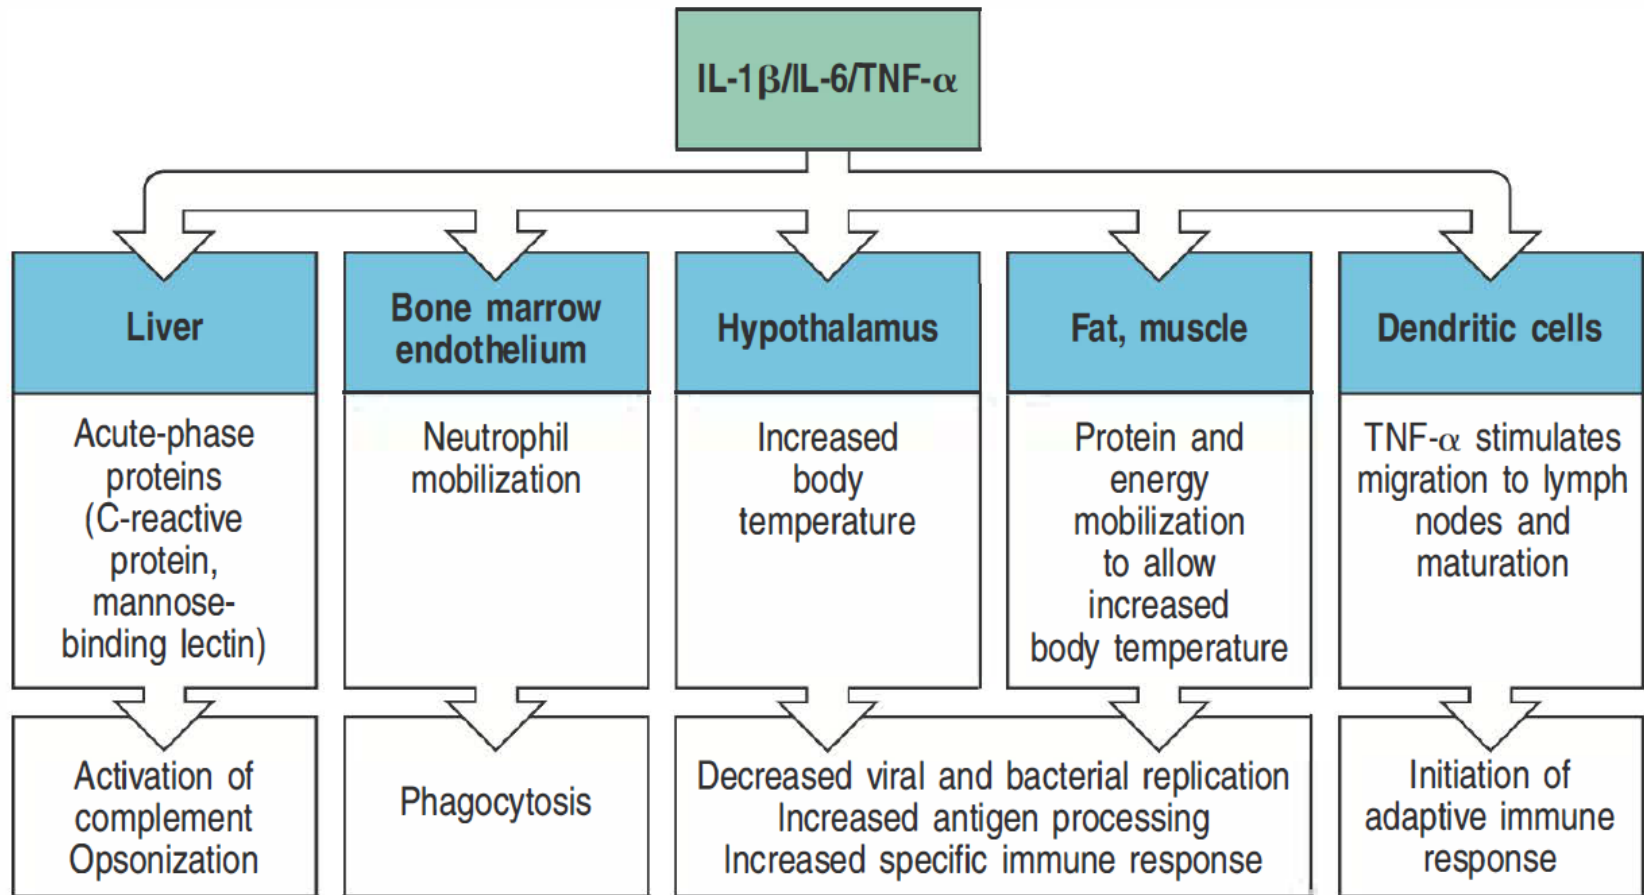 IL-1β/IL-6/TNF-α
Liver
Bone marrow
endothelium
Hypothalamus
Fat, muscle
Dendritic cells
Acute-phase
proteins
(C-reactive
protein,
mannose-
binding lectin)
Neutrophil
mobilization
Increased
body
temperature
Protein and
energy
mobilization
to allow
increased
body temperature
TNF-α stimulates
migration to lymph
nodes and
maturation
Activation of
complement
Opsonization
Phagocytosis
Decreased viral and bacterial replication
Increased antigen processing
Increased specific immune response
Initiation of
adaptive immune
response